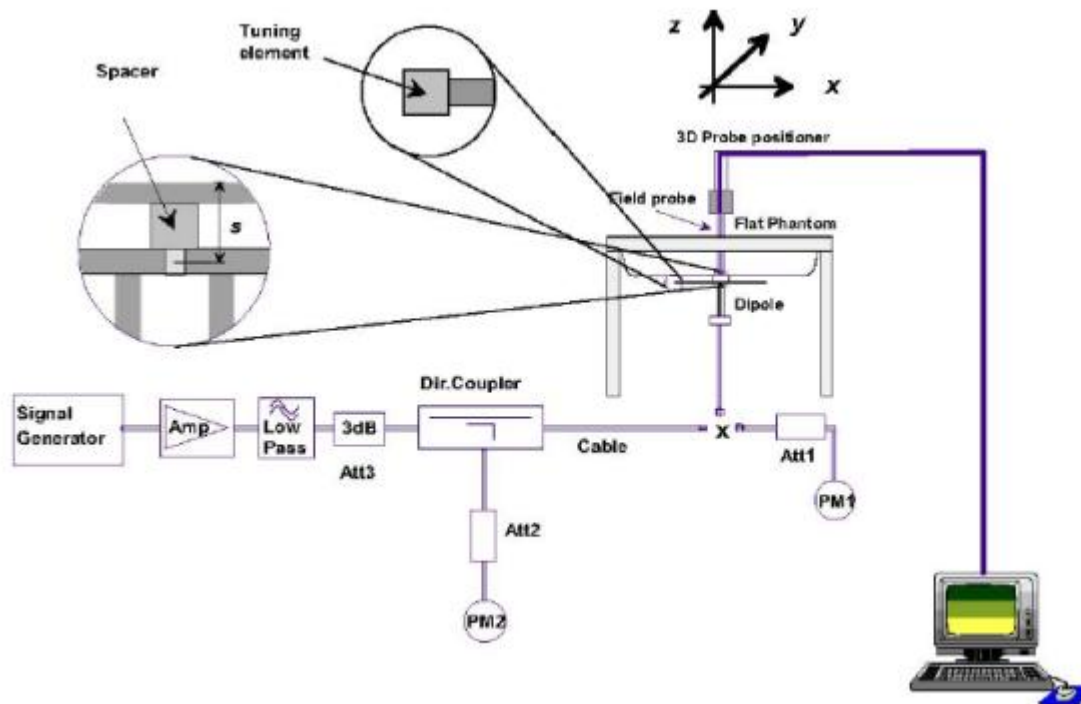 Tuning
element
Spacer
s
z
y
x
3D Probe positioner
Field probe
Flat Phantom
Dipole
Signal
Generator
Amp
Low
Pass
3dB
Att3
Dir.Coupler
Cable
x
Att1
PM1
Att2
PM2